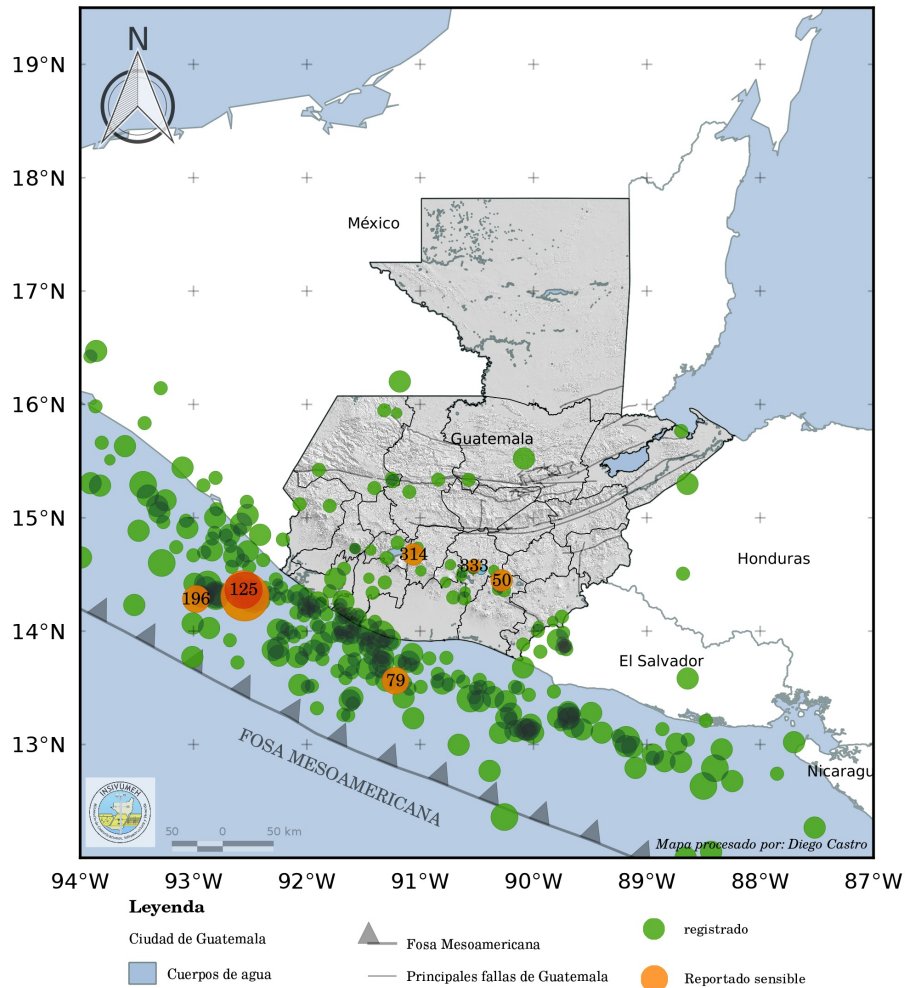 N
19°N
18°N
México
17°N
16°N
Guatemala
15°N
314
333
50
Honduras
125
196
14°N
El Salvador
79
13°N
FOSA MESOAMERICANA
Nicaragu
INSIVUMEH
50 0 50 km
Mapa procesado por: Diego Castro
94°W 93°W 92°W 91°W 90°W 89°W 88°W 87°W
Leyenda
Ciudad de Guatemala
Fosa Mesoamericana
registrado
Cuerpos de agua
Principales fallas de Guatemala
Reportado sensible